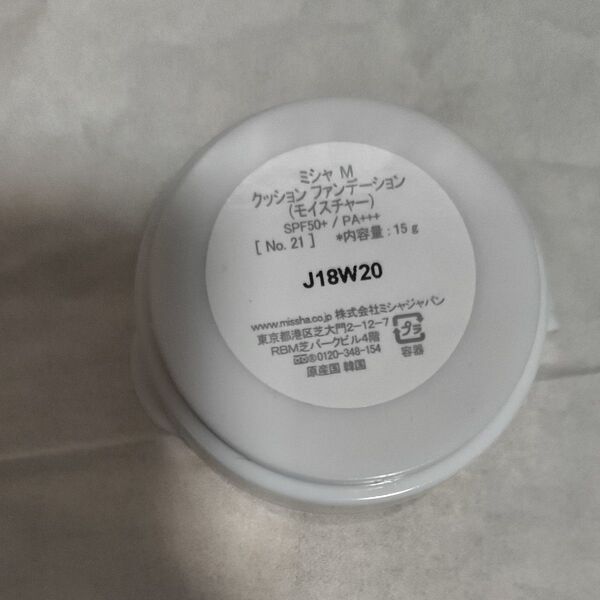 ミシャ M
クッション ファンデーション
(モイスチャー)
SPF50+ / PA+++
[ No. 21 ] *内容量 : 15 g
J18W20
www.missha.co.jp 株式会社ミシャジャパン
東京都港区芝大門2-12-7
RBM芝パークビル4階
0120-348-154
原産国 韓国
プラ
容器